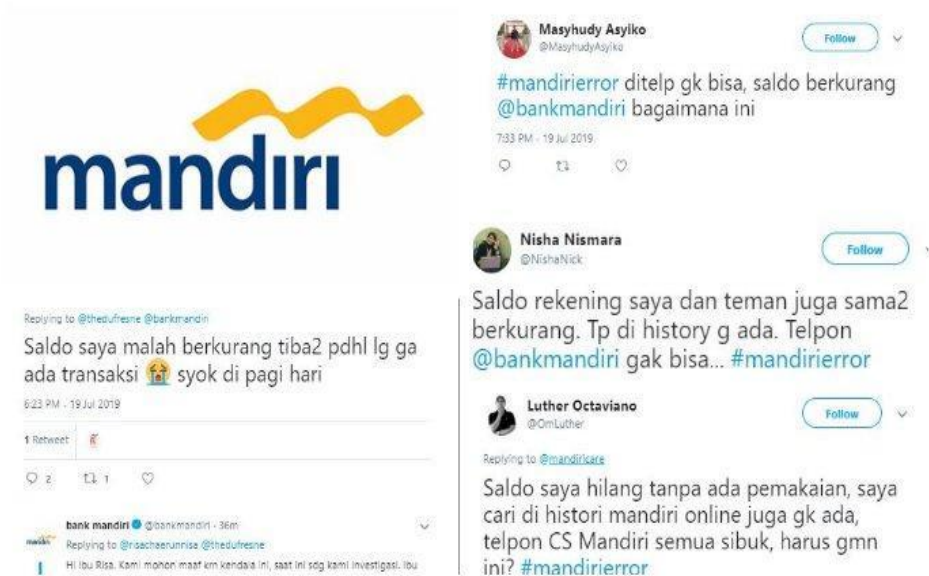 mandırı
Replying to @thedufresne @bankmandiri
Saldo saya malah berkurang tiba2 pdhl lg ga
ada transaksi 😭 syok di pagi hari
6:23 PM - 19 Jul 2019
1 Retweet
2 1
bank mandiri @bankmandiri - 36m
mandiri
Replying to @risachaerunnisa @thedufresne
Hi Ibu Risa. Kami mohon maaf krn kendala ini, saat ini sdg kami investigasi. Ibu
Masyhudy Asyiko
@MasyhudyAsyiko
Follow
#mandirierror ditelp gk bisa, saldo berkurang
@bankmandiri bagaimana ini
7:33 PM - 19 Jul 2019
Nisha Nismara
@NishaNick
Follow
Saldo rekening saya dan teman juga sama2
berkurang. Tp di history g ada. Telpon
@bankmandiri gak bisa... #mandirierror
Luther Octaviano
@OmLuther
Follow
Replying to @mandiricare
Saldo saya hilang tanpa ada pemakaian, saya
cari di histori mandiri online juga gk ada,
telpon CS Mandiri semua sibuk, harus gmn
ini? #mandirierror